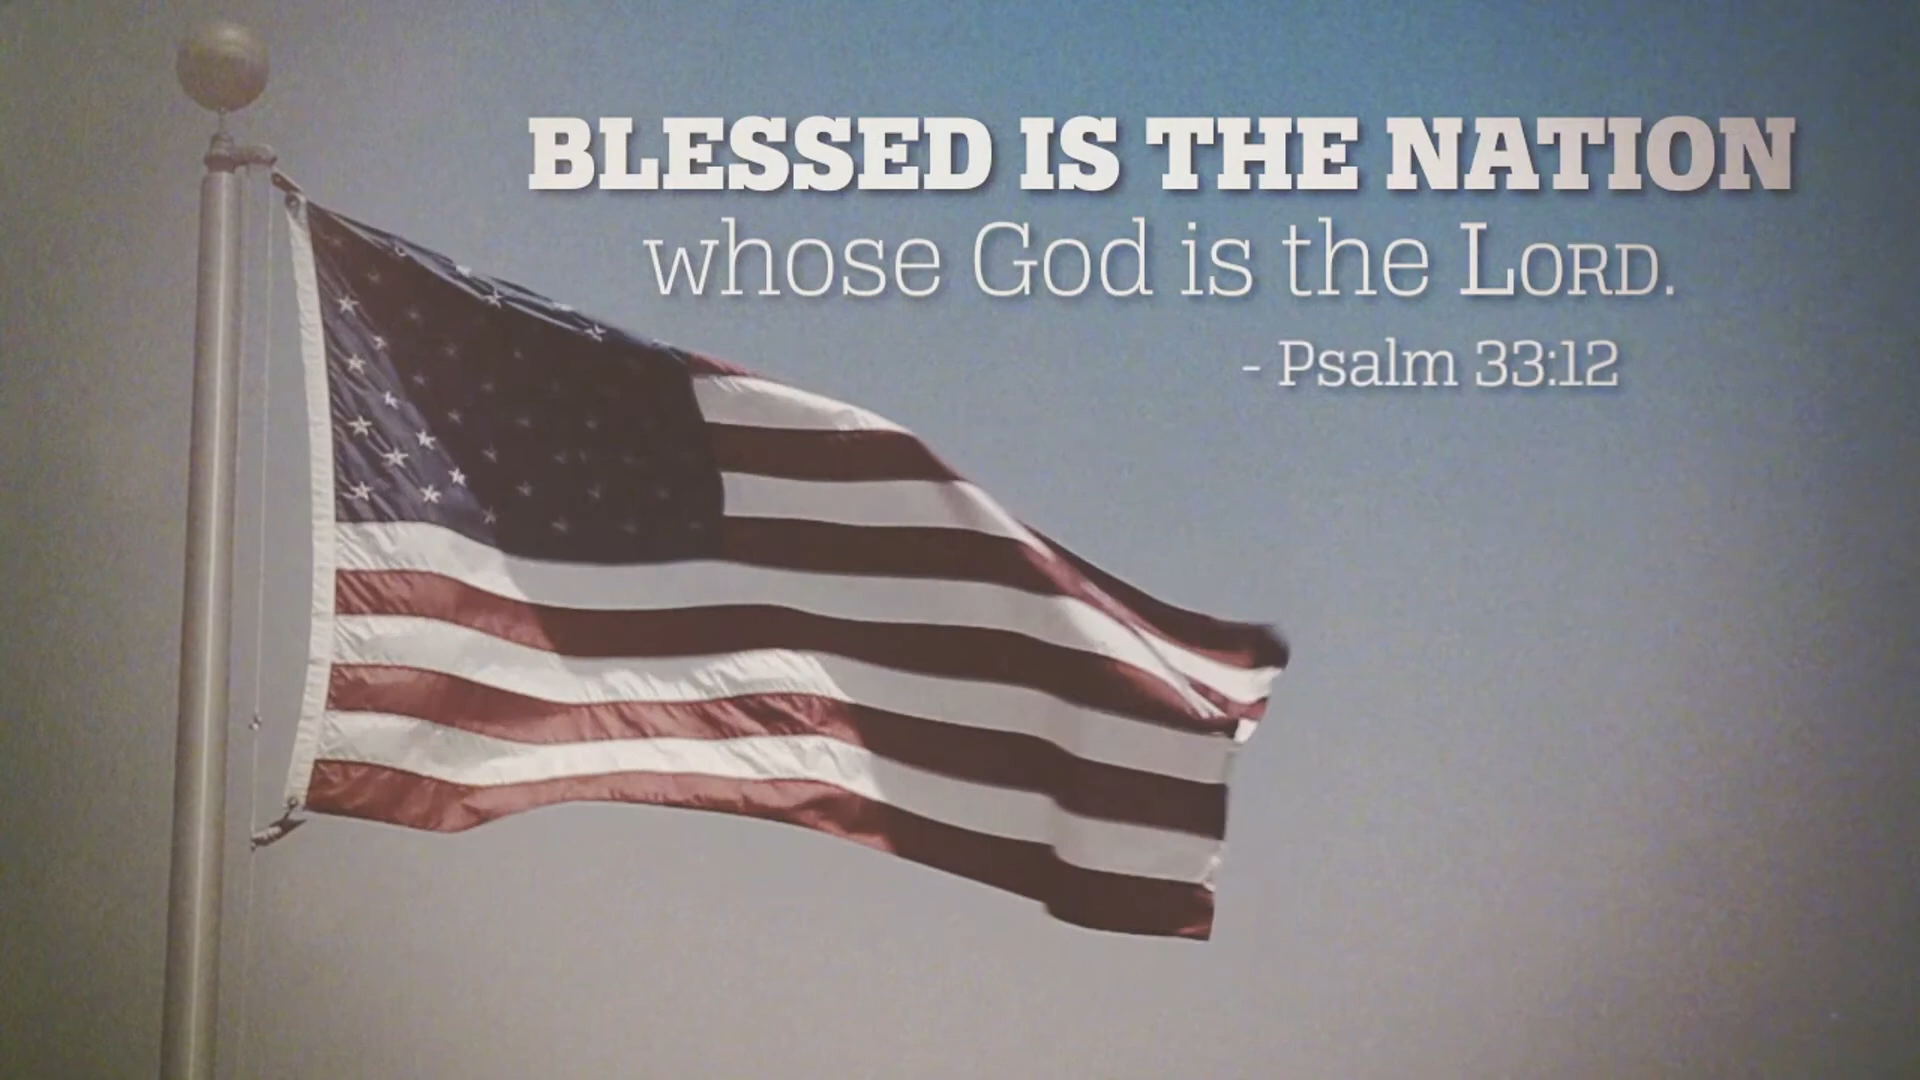 BLESSED IS THE NATION
whose God is the LORD.
- Psalm 33:12